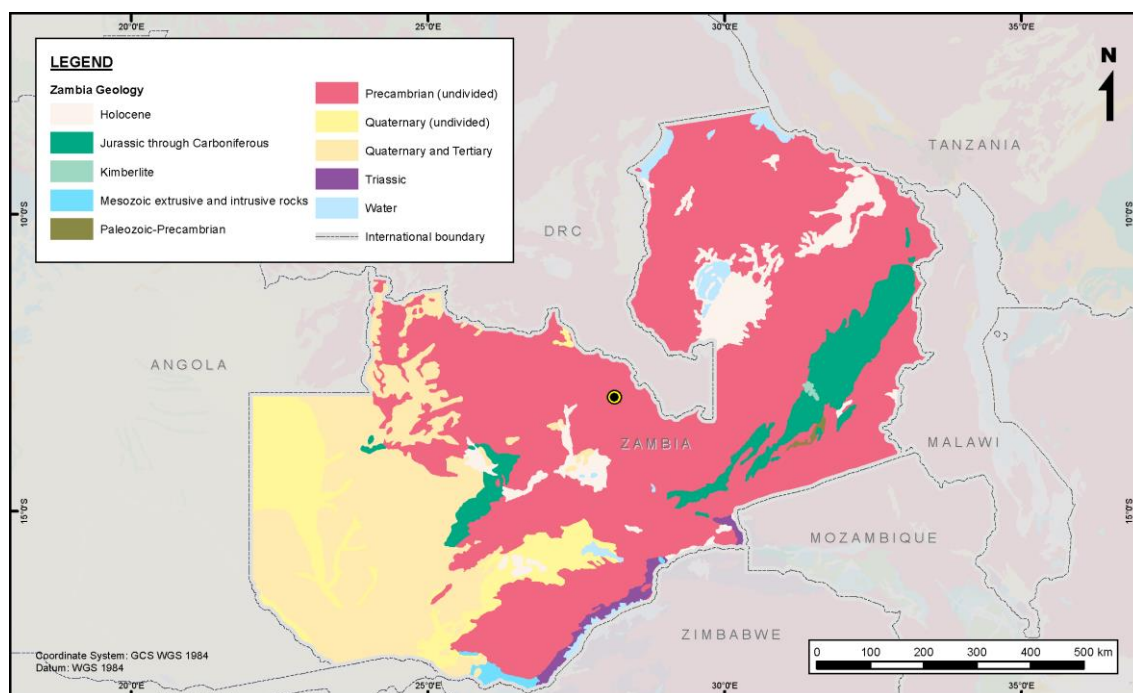 20°0'E 25°0'E 30°0'E 35°0'E
LEGEND
Zambia Geology
Holocene
Jurassic through Carboniferous
Kimberlite
Mesozoic extrusive and intrusive rocks
Paleozoic-Precambrian
Precambrian (undivided)
Quaternary (undivided)
Quaternary and Tertiary
Triassic
Water
International boundary
N
TANZANIA
10°0'S 10°0'S
DRC
ANGOLA
ZAMBIA
MALAWI
15°0'S 15°0'S
MOZAMBIQUE
ZIMBABWE
Coordinate System: GCS WGS 1984
Datum: WGS 1984
0 100 200 300 400 500 km
20°0'E 25°0'E 30°0'E 35°0'E